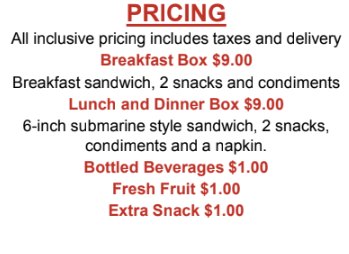 PRICING
All inclusive pricing includes taxes and delivery
Breakfast Box $9.00
Breakfast sandwich, 2 snacks and condiments
Lunch and Dinner Box $9.00
6-inch submarine style sandwich, 2 snacks,
condiments and a napkin.
Bottled Beverages $1.00
Fresh Fruit $1.00
Extra Snack $1.00